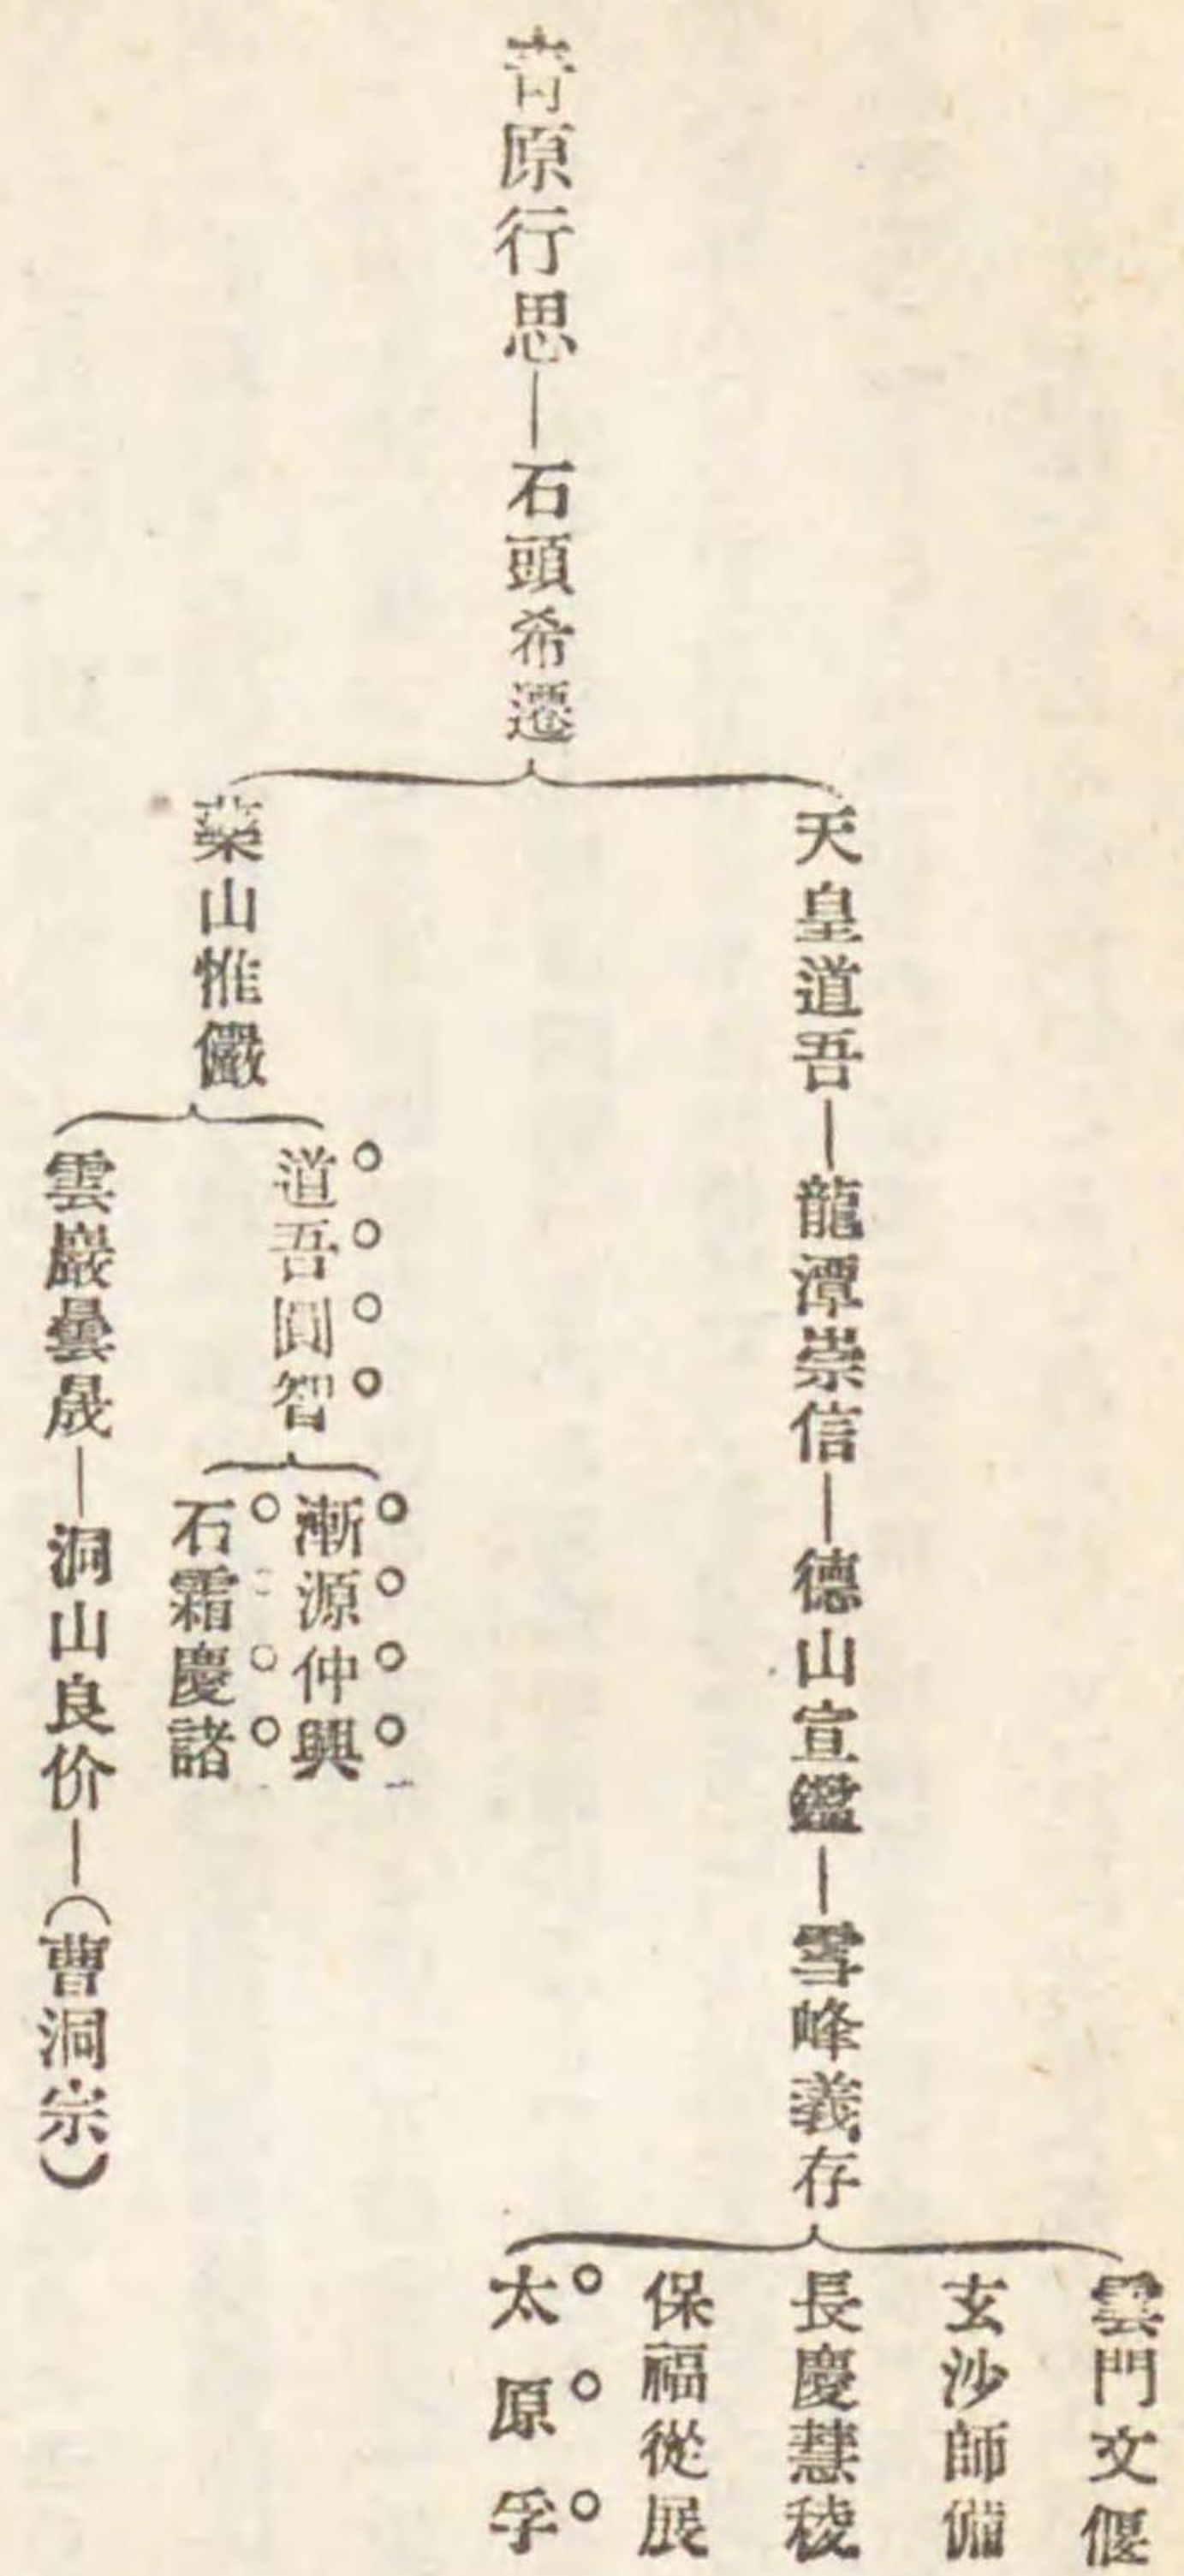 青原行思―石頭希遷
天皇道吾―龍潭崇信―德山宣鑑―雪峰義存
雲門文偃
玄沙師備
長慶慧稜
保福從展
太原孚
藥山惟儼
道吾圓智
漸源仲興
石霜慶諸
雲巖曇晟―洞山良价―(曹洞宗)